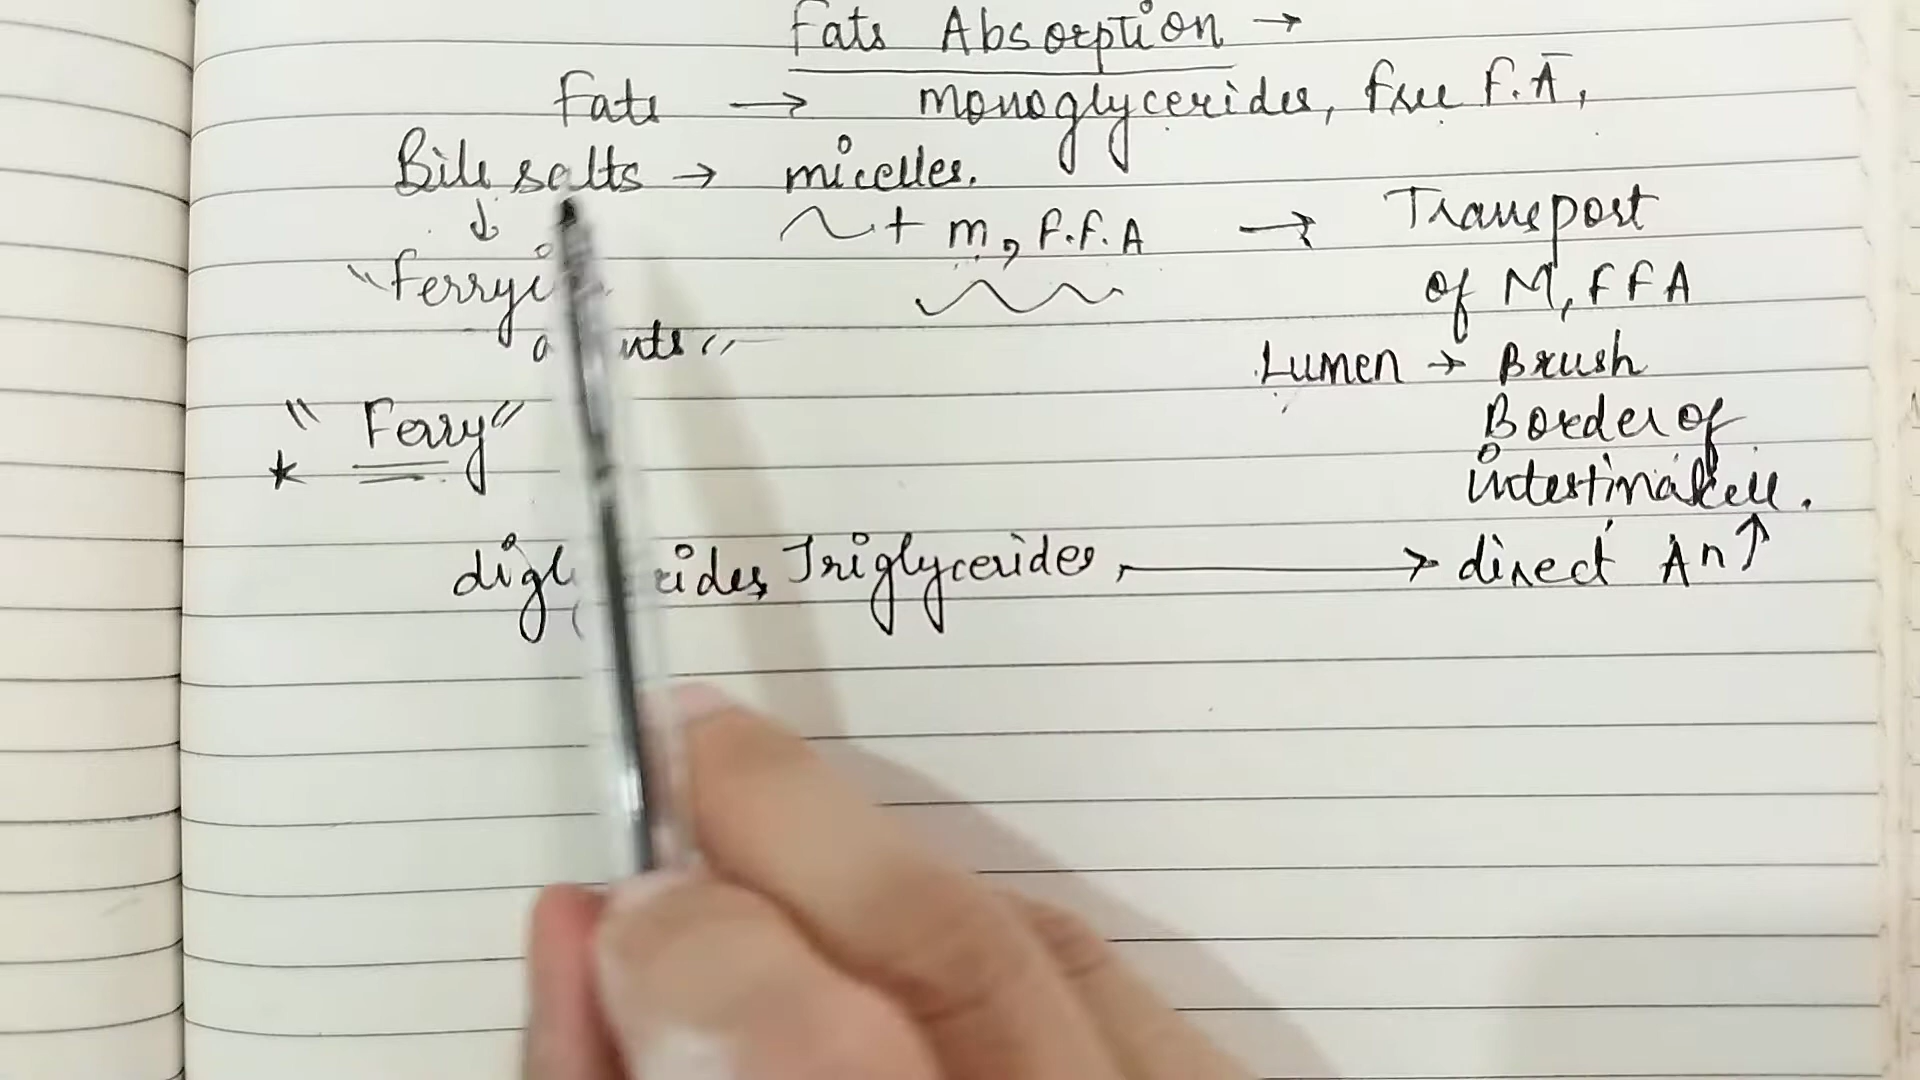 Fats Absorption →
Fats → monoglycerides, free F.A,
Bile salts → micelles.
↓ + m, F.F.A → Transport
of M, FFA
Lumen → Brush
Border of
intestinal cell.
" Ferry"
Triglycerides, → direct An ↑